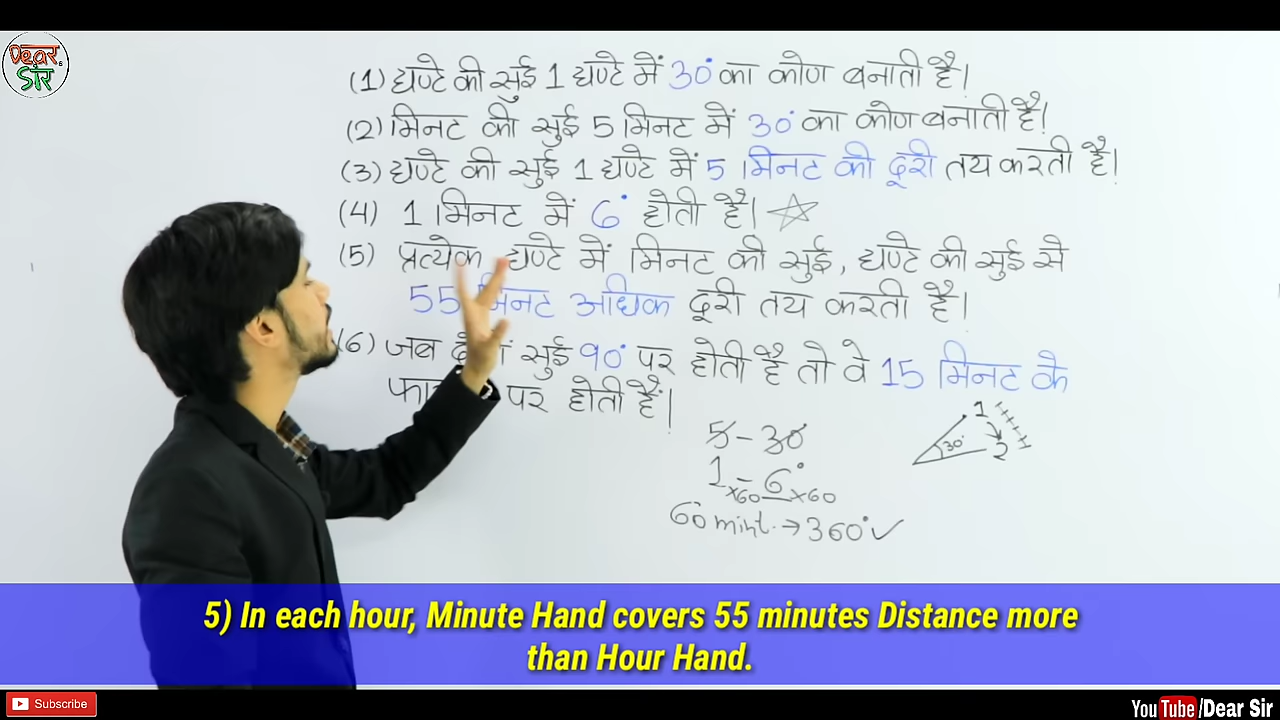 Dear Sir
(1) घण्टे की सुई 1 घण्टे में 30° का कोण बनाती है।
(2) मिनट की सुई 5 मिनट में 30° का कोण बनाती है।
(3) घण्टे की सुई 1 घण्टे में 5 मिनट की दूरी तय करती है।
(4) 1 मिनट में 6° होती है।
(5) प्रत्येक घण्टे में मिनट की सुई, घण्टे की सुई से
55 मिनट अधिक दूरी तय करती है।
(6) जब सुई 90° पर होती है तो वे 15 मिनट के
पर होती हैं।
5 - 30°
1 - 6°
×60 ×60
60 mint. → 360° ✓
1
30°
2
5) In each hour, Minute Hand covers 55 minutes Distance more
than Hour Hand.
Subscribe
YouTube /Dear Sir